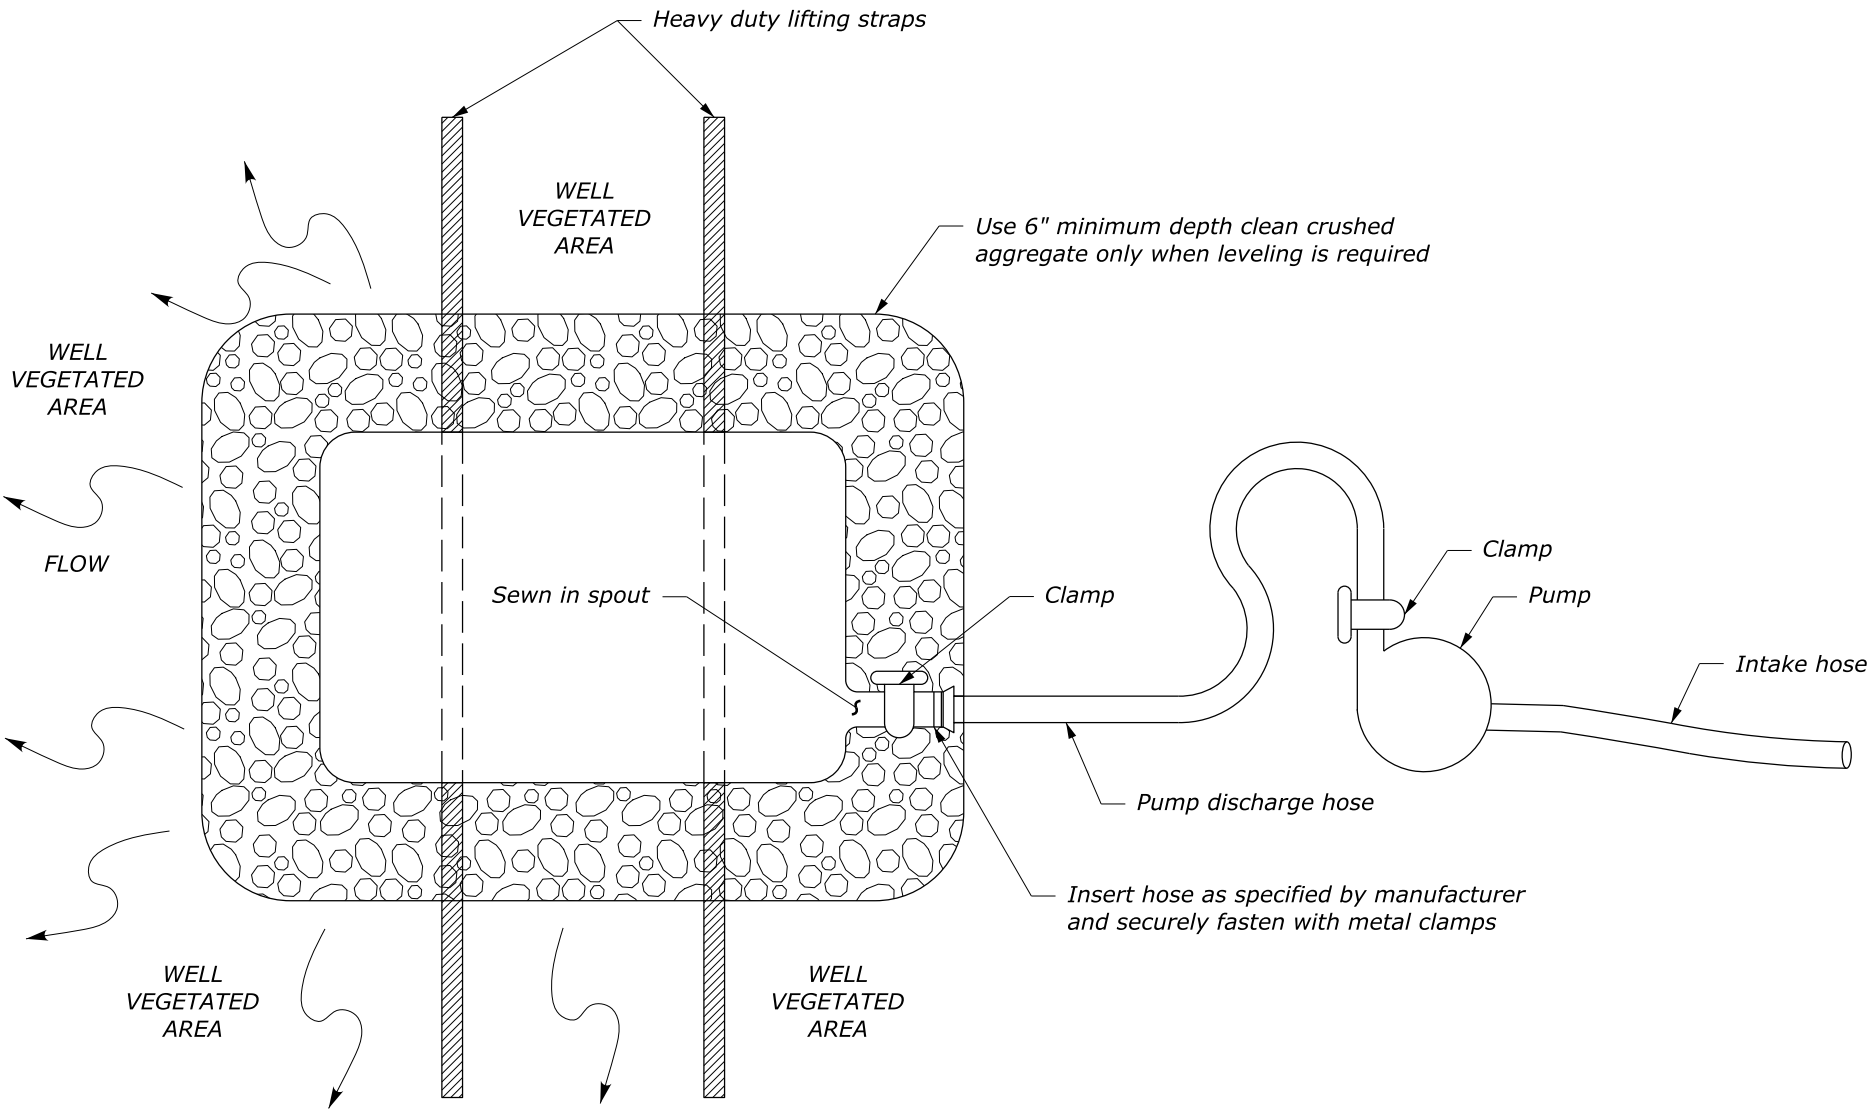 Heavy duty lifting straps
WELL
VEGETATED
AREA
Use 6" minimum depth clean crushed
aggregate only when leveling is required
WELL
VEGETATED
AREA
FLOW
Sewn in spout
Clamp
Clamp
Pump
Intake hose
Pump discharge hose
Insert hose as specified by manufacturer
and securely fasten with metal clamps
WELL
VEGETATED
AREA
WELL
VEGETATED
AREA